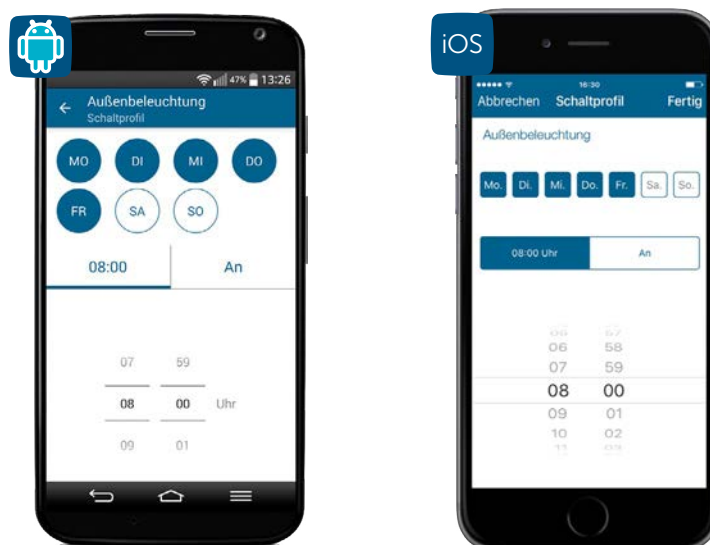 47% 13:26
Außenbeleuchtung
Schaltprofil
MO DI MI DO
FR SA SO
08:00 An
07 59
08 00 Uhr
09 01
iOS
16:30
Abbrechen Schaltprofil Fertig
Außenbeleuchtung
Mo. Di. Mi. Do. Fr. Sa. So.
08:00 Uhr An
06 58
07 59
08 00
09 01
10 02